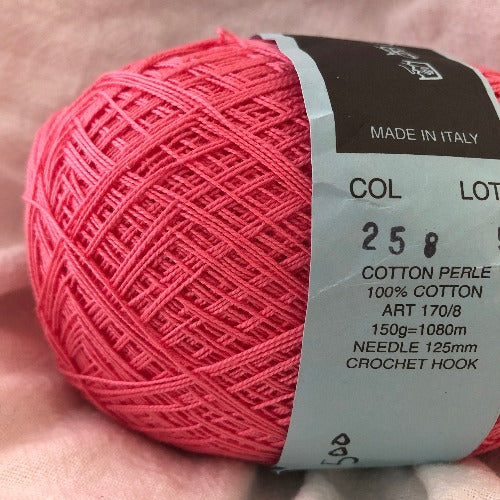 MADE IN ITALY
COL LOT
258
COTTON PERLE
100% COTTON
ART 170/8
150g=1080m
NEEDLE 125mm
CROCHET HOOK
500